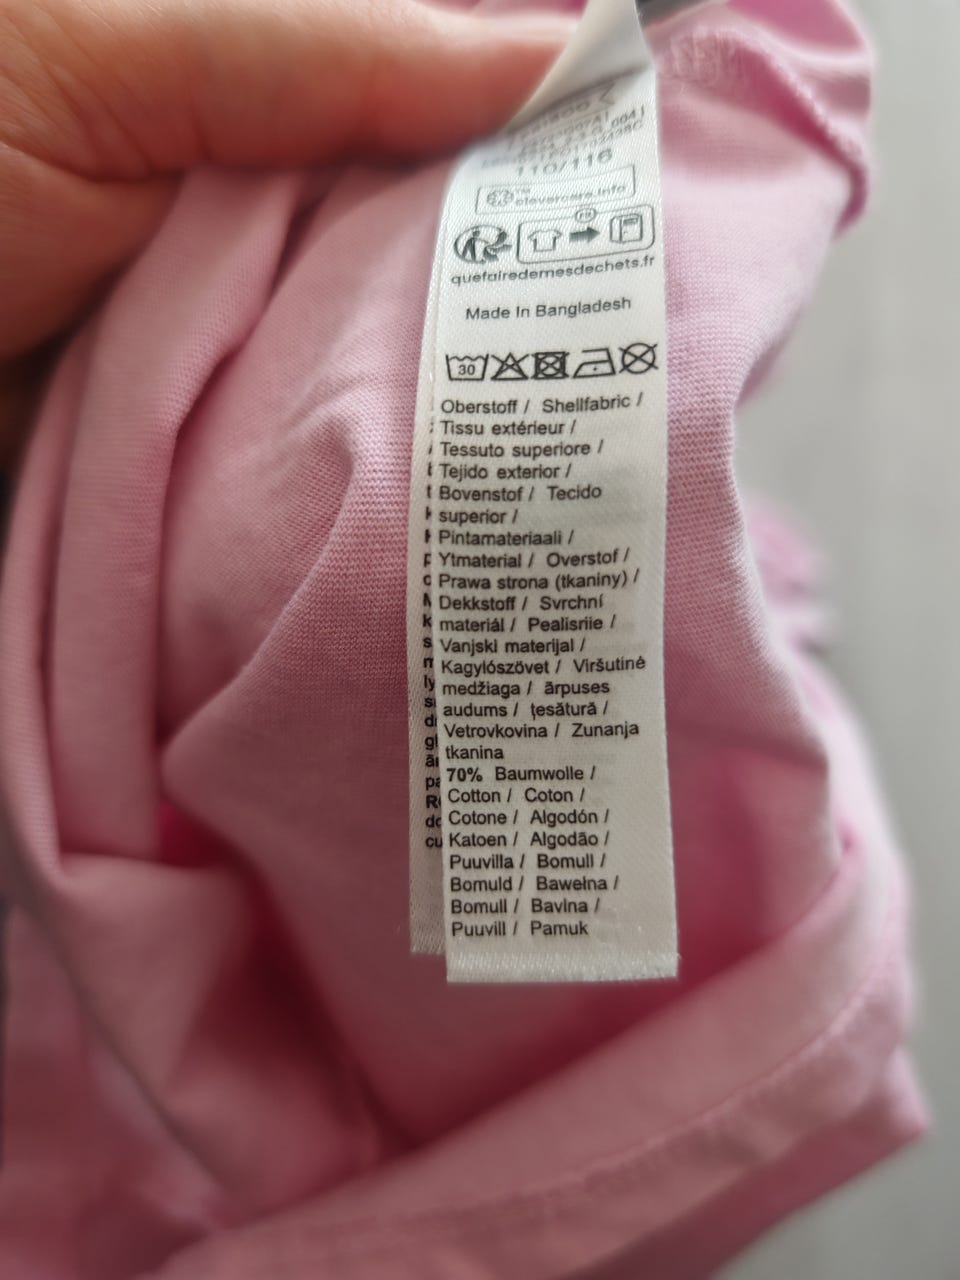 110/116
clevercare.info
FR
quefairedemesdechets.fr
Made In Bangladesh
30
Oberstoff / Shellfabric /
Tissu extérieur /
Tessuto superiore /
Tejido exterior /
Bovenstof / Tecido
superior /
Pintamateriaali /
Ytmaterial / Overstof /
Prawa strona (tkaniny) /
Dekkstoff / Svrchní
materiál / Pealisriie /
Vanjski materijal /
Kagylószövet / Viršutinė
medžiaga / ārpuses
audums / țesătură /
Vetrovkovina / Zunanja
tkanina
70% Baumwolle /
Cotton / Coton /
Cotone / Algodón /
Katoen / Algodão /
Puuvilla / Bomull /
Bomuld / Bawełna /
Bomull / Bavlna /
Puuvill / Pamuk